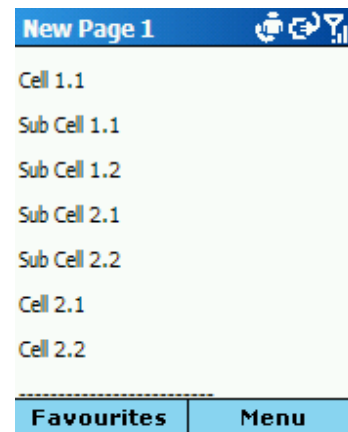 New Page 1
Cell 1.1
Sub Cell 1.1
Sub Cell 1.2
Sub Cell 2.1
Sub Cell 2.2
Cell 2.1
Cell 2.2
-------------------------
Favourites Menu